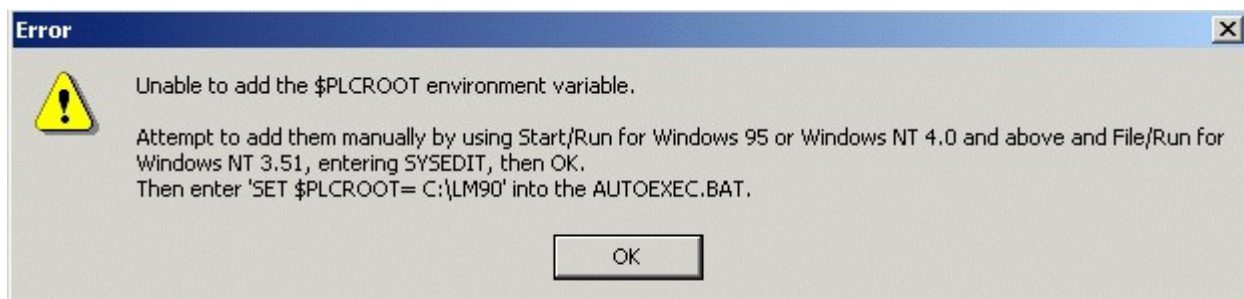 Error
Unable to add the $PLCROOT environment variable.
Attempt to add them manually by using Start/Run for Windows 95 or Windows NT 4.0 and above and File/Run for
Windows NT 3.51, entering SYSEDIT, then OK.
Then enter 'SET $PLCROOT= C:\LM90' into the AUTOEXEC.BAT.
OK